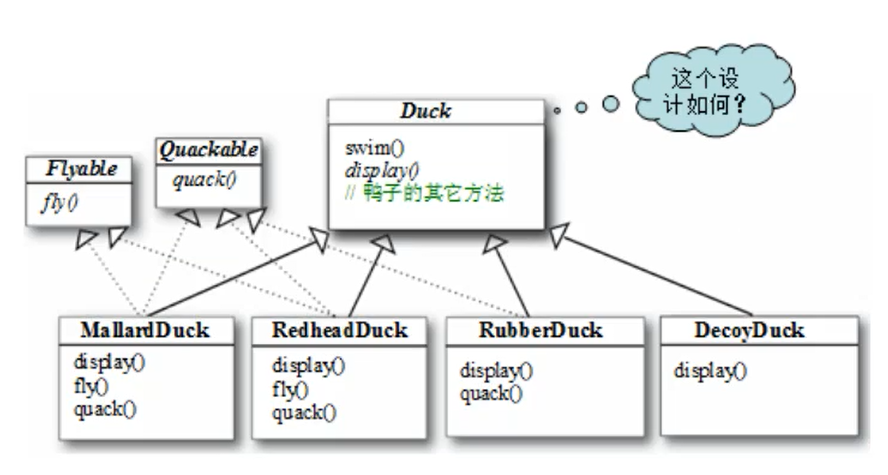 这个设
计如何？
Duck
swim()
display()
// 鸭子的其它方法
Quackable
quack()
Flyable
fly()
MallardDuck
display()
fly()
quack()
RedheadDuck
display()
fly()
quack()
RubberDuck
display()
quack()
DecoyDuck
display()